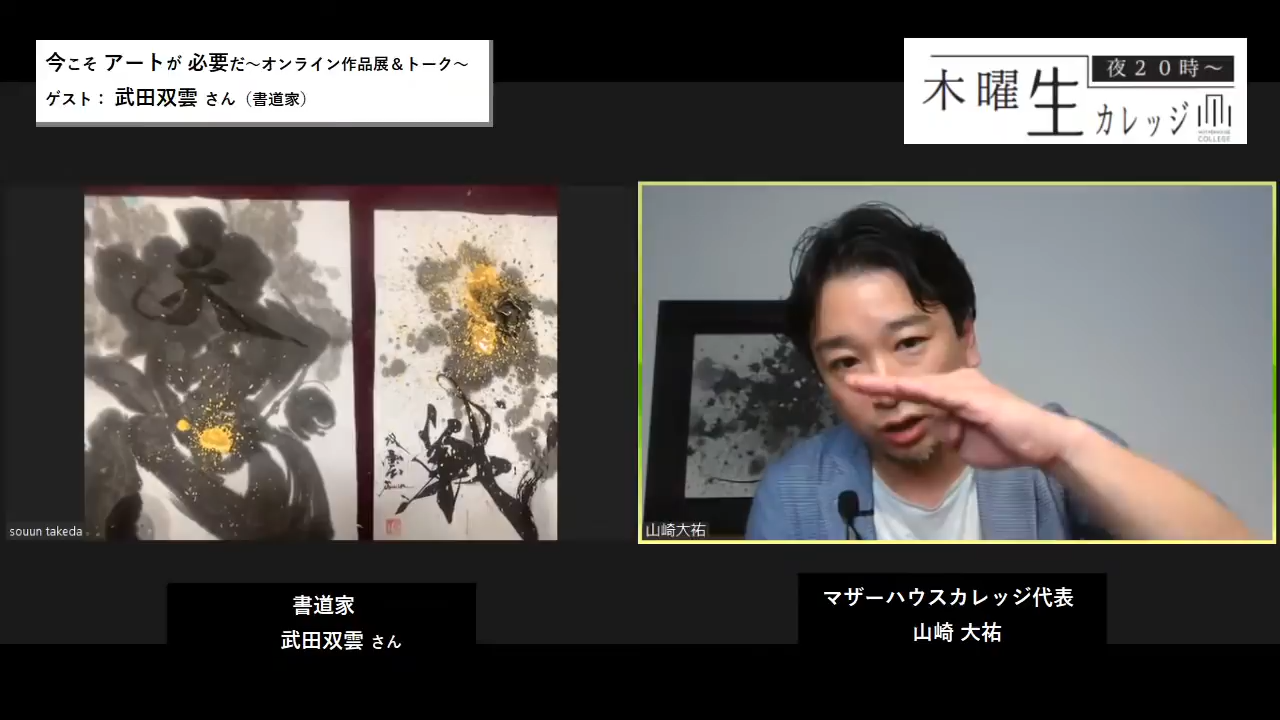 今こそ アートが 必要だ～オンライン作品展＆トーク～
ゲスト： 武田双雲 さん（書道家）
夜２０時～
木曜生カレッジ
MOTHERHOUSE
COLLEGE
戦
双雲
souun takeda
山崎大祐
書道家
武田双雲 さん
マザーハウスカレッジ代表
山崎 大祐